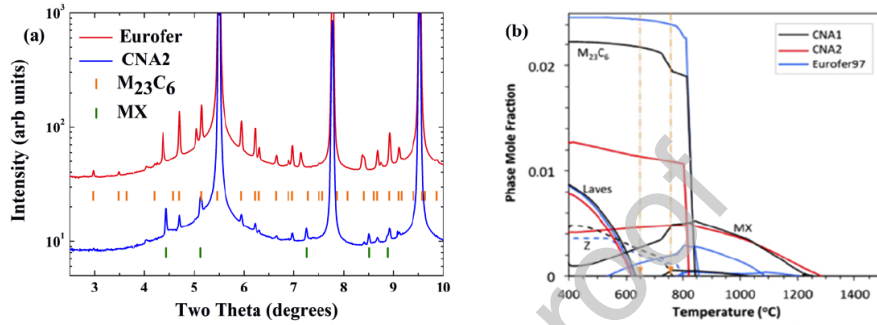 (a)
Eurofer
CNA2
M23C6
MX
Intensity (arb units)
10³
10²
10¹
3 4 5 6 7 8 9 10
Two Theta (degrees)
(b)
CNA1
CNA2
Eurofer97
M23C6
Laves
Z
MX
Phase Mole Fraction
0.02
0.01
0
400 600 800 1000 1200 1400
Temperature (°C)
roof